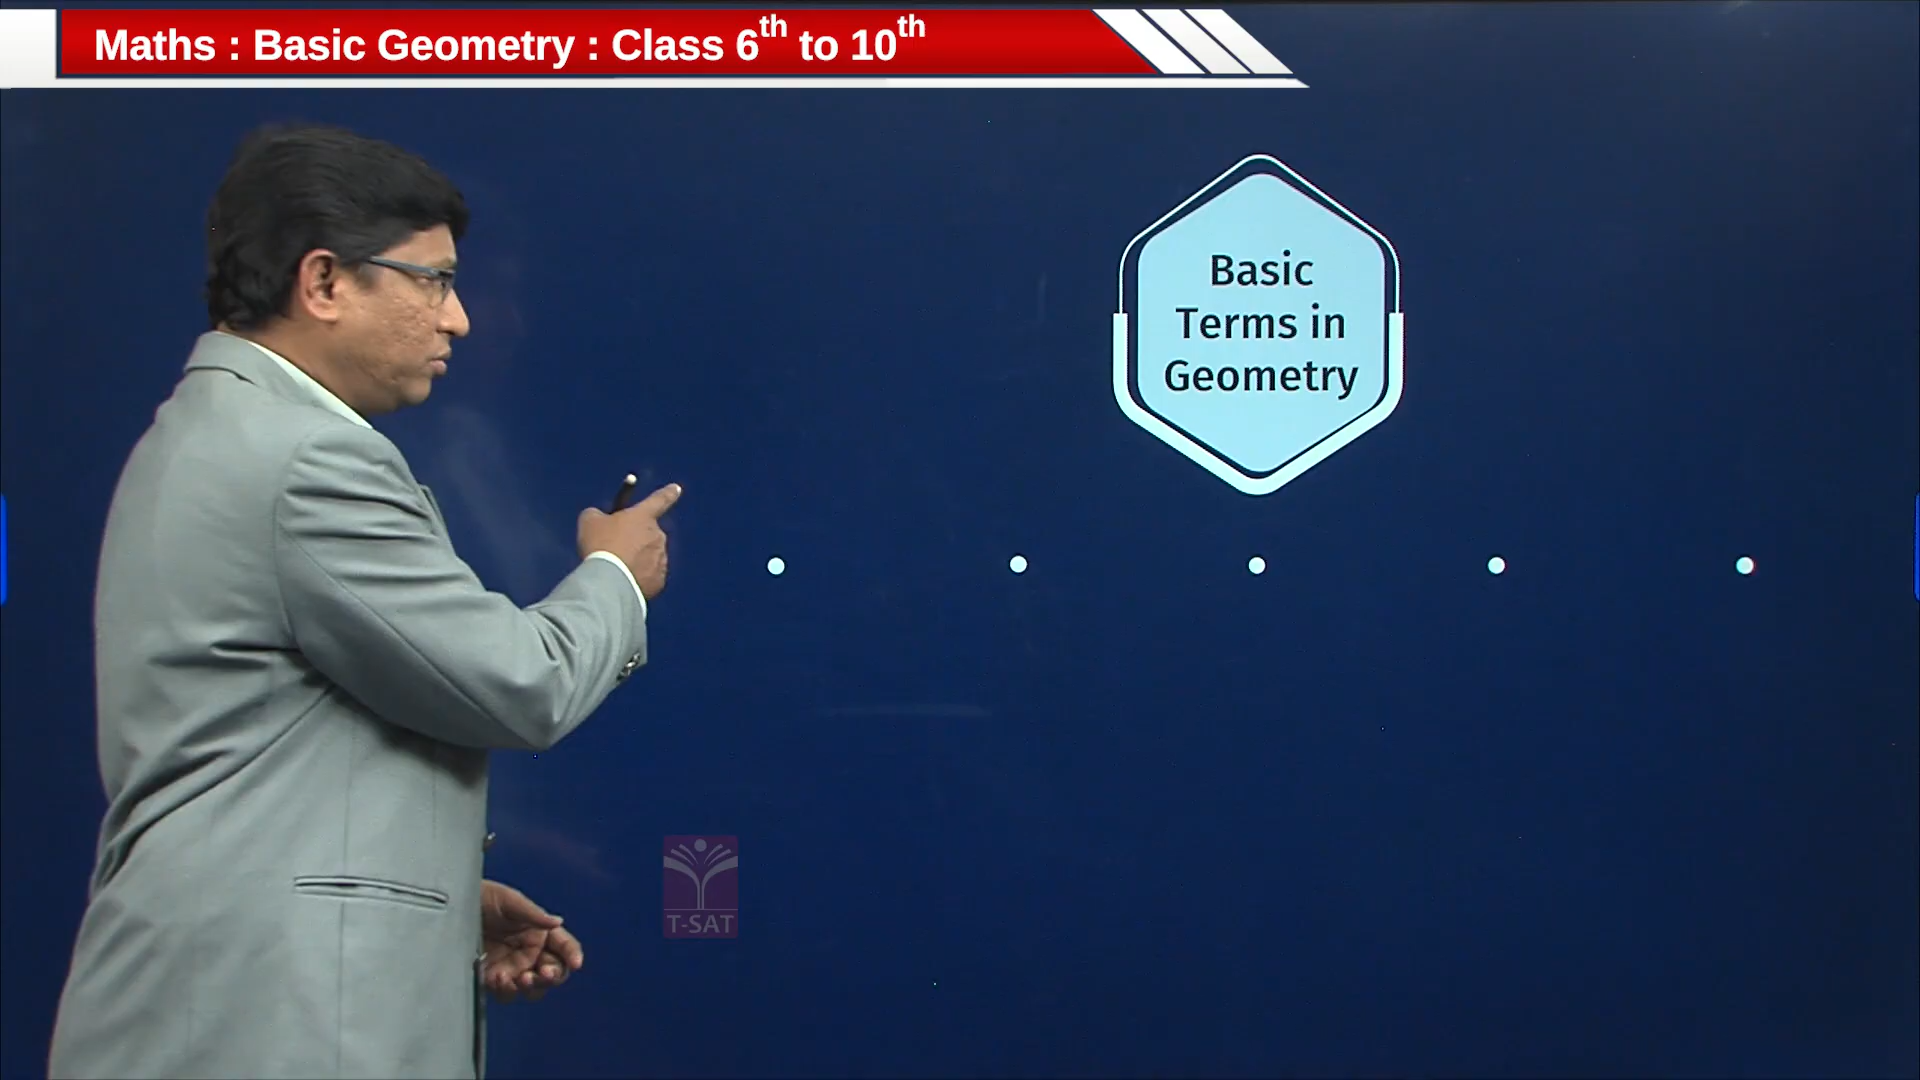 Maths : Basic Geometry : Class 6th to 10th
Basic
Terms in
Geometry
T-SAT